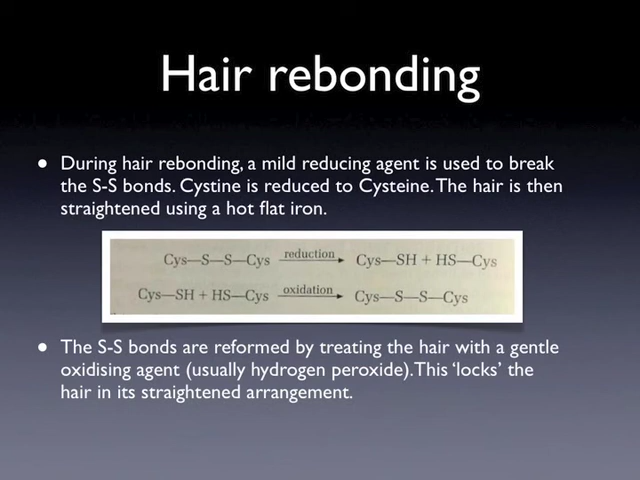 Hair rebonding
• During hair rebonding, a mild reducing agent is used to break
the S-S bonds. Cystine is reduced to Cysteine. The hair is then
straightened using a hot flat iron.
Cys—S—S—Cys reduction→ Cys—SH + HS—Cys
Cys—SH + HS—Cys oxidation→ Cys—S—S—Cys
• The S-S bonds are reformed by treating the hair with a gentle
oxidising agent (usually hydrogen peroxide). This ‘locks’ the
hair in its straightened arrangement.